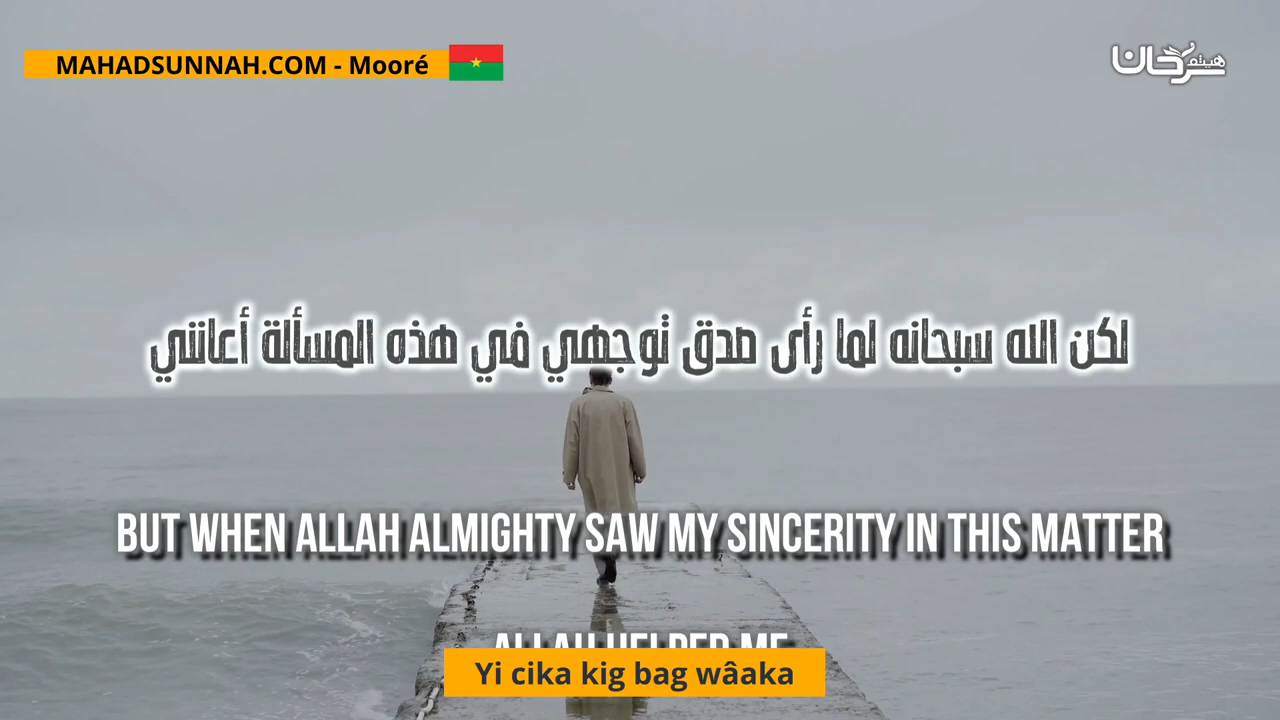 MAHADSUNNAH.COM - Mooré
هيثم سرحان
لكن الله سبحانه لما رأى صدق توجهي في هذه المسألة أعانني
BUT WHEN ALLAH ALMIGHTY SAW MY SINCERITY IN THIS MATTER
ALLAH HELPED ME
Yi cika kig bag wâaka